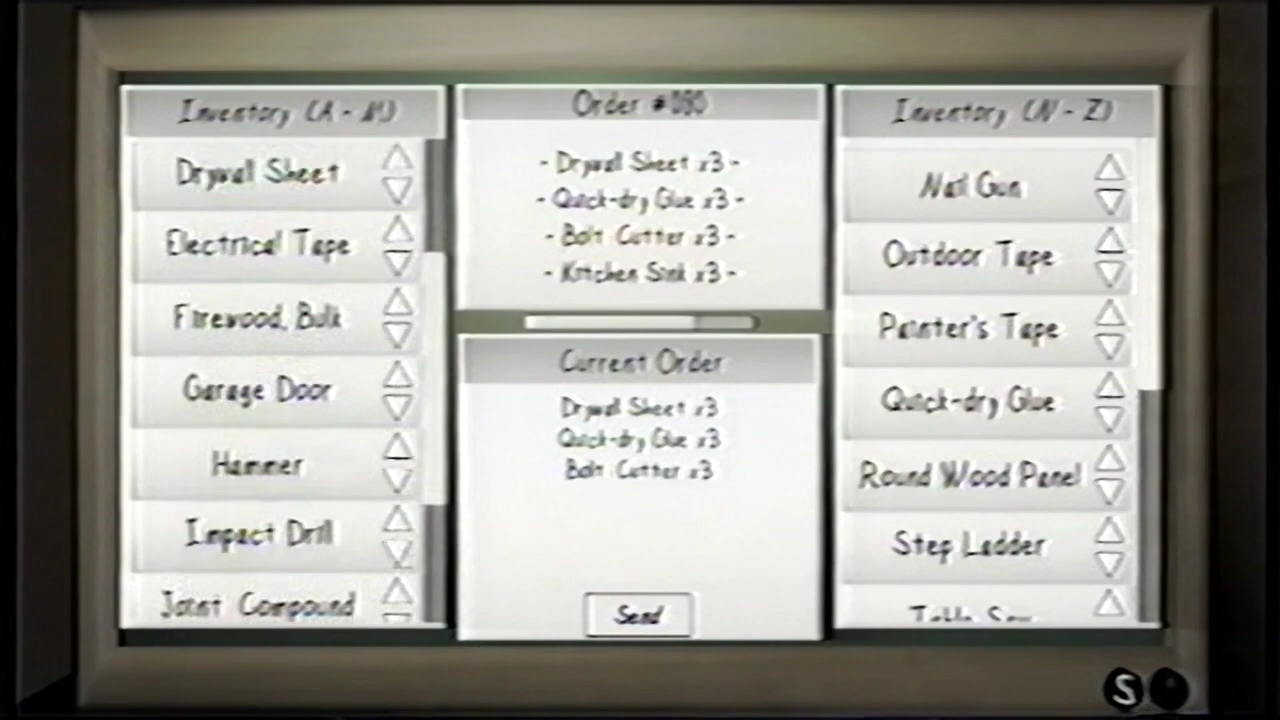 Inventory (A - M)
Drywall Sheet
Electrical Tape
Firewood, Bulk
Garage Door
Hammer
Impact Drill
Joint Compound
Order #080
- Drywall Sheet x3 -
- Quick-dry Glue x3 -
- Bolt Cutter x3 -
- Kitchen Sink x3 -
Current Order
Drywall Sheet x3
Quick-dry Glue x3
Bolt Cutter x3
Send
Inventory (N - Z)
Nail Gun
Outdoor Tape
Painter's Tape
Quick-dry Glue
Round Wood Panel
Step Ladder
Table Saw
S